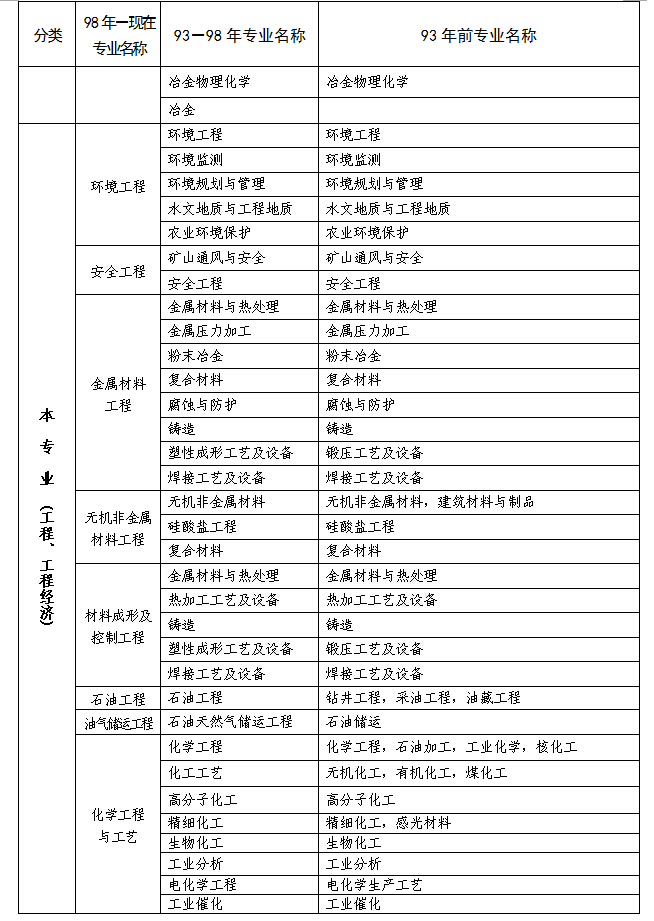 分类 98年一现在专业名称 93—98年专业名称 93年前专业名称
冶金物理化学 冶金物理化学
冶金
本专业(工程、工程经济)
环境工程 环境工程 环境工程
环境监测 环境监测
环境规划与管理 环境规划与管理
水文地质与工程地质 水文地质与工程地质
农业环境保护 农业环境保护
安全工程 矿山通风与安全 矿山通风与安全
安全工程 安全工程
金属材料工程 金属材料与热处理 金属材料与热处理
金属压力加工 金属压力加工
粉末冶金 粉末冶金
复合材料 复合材料
腐蚀与防护 腐蚀与防护
铸造 铸造
塑性成形工艺及设备 锻压工艺及设备
焊接工艺及设备 焊接工艺及设备
无机非金属材料工程 无机非金属材料 无机非金属材料，建筑材料与制品
硅酸盐工程 硅酸盐工程
复合材料 复合材料
材料成形及控制工程 金属材料与热处理 金属材料与热处理
热加工工艺及设备 热加工工艺及设备
铸造 铸造
塑性成形工艺及设备 锻压工艺及设备
焊接工艺及设备 焊接工艺及设备
石油工程 石油工程 钻井工程，采油工程，油藏工程
油气储运工程 石油天然气储运工程 石油储运
化学工程与工艺 化学工程 化学工程，石油加工，工业化学，核化工
化工工艺 无机化工，有机化工，煤化工
高分子化工 高分子化工
精细化工 精细化工，感光材料
生物化工 生物化工
工业分析 工业分析
电化学工程 电化学生产工艺
工业催化 工业催化